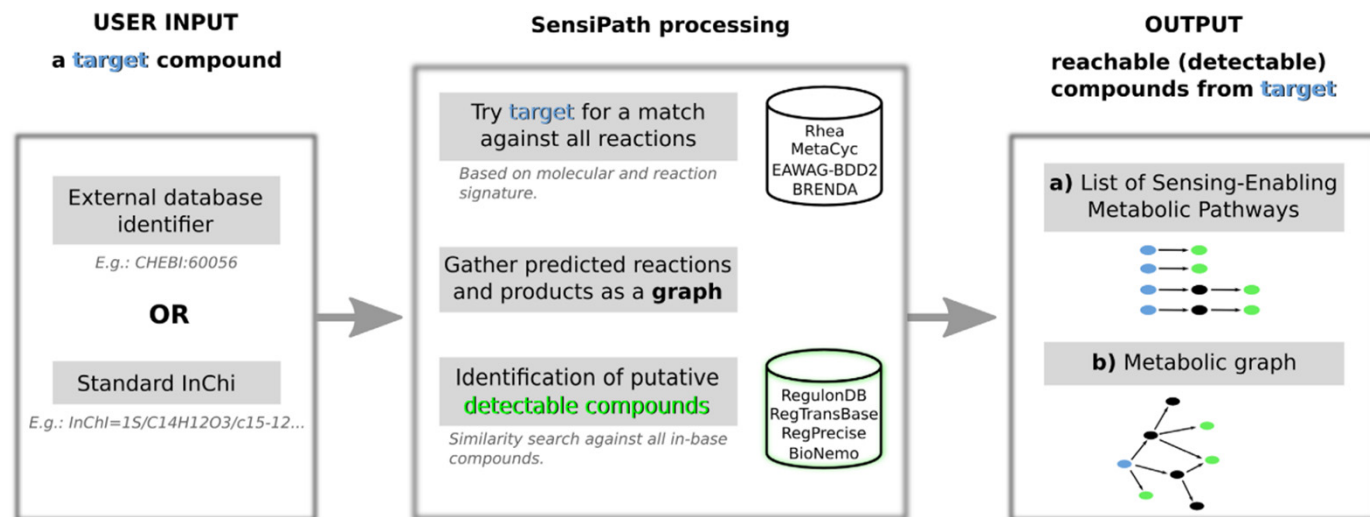 USER INPUT
a target compound
External database
identifier
E.g.: CHEBI:60056
OR
Standard InChi
E.g.: InChI=1S/C14H12O3/c15-12...
SensiPath processing
Try target for a match
against all reactions
Based on molecular and reaction
signature.
Rhea
MetaCyc
EAWAG-BDD2
BRENDA
Gather predicted reactions
and products as a graph
Identification of putative
detectable compounds
Similarity search against all in-base
compounds.
RegulonDB
RegTransBase
RegPrecise
BioNemo
OUTPUT
reachable (detectable)
compounds from target
a) List of Sensing-Enabling
Metabolic Pathways
b) Metabolic graph